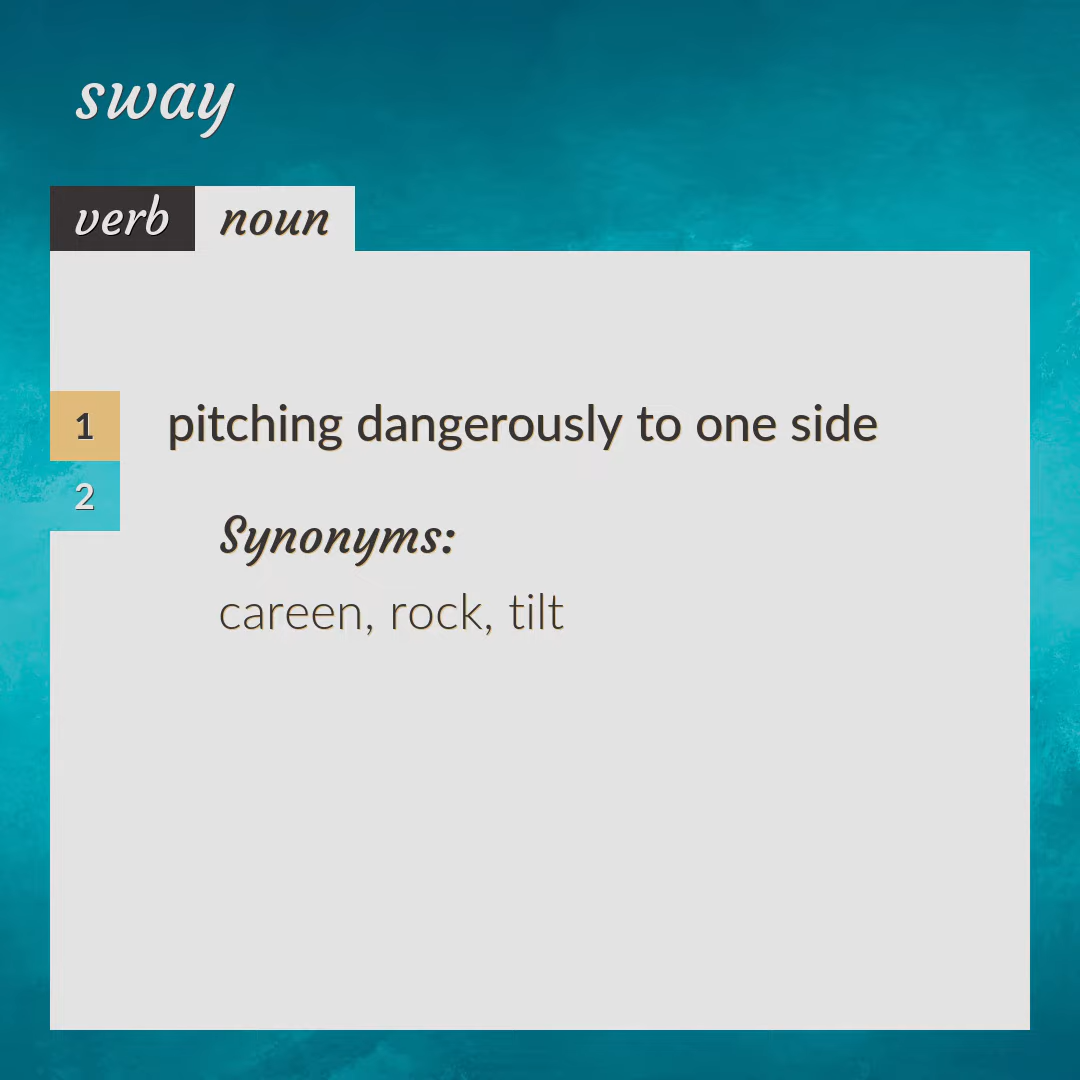 sway
verb noun
1 pitching dangerously to one side
2
Synonyms:
careen, rock, tilt